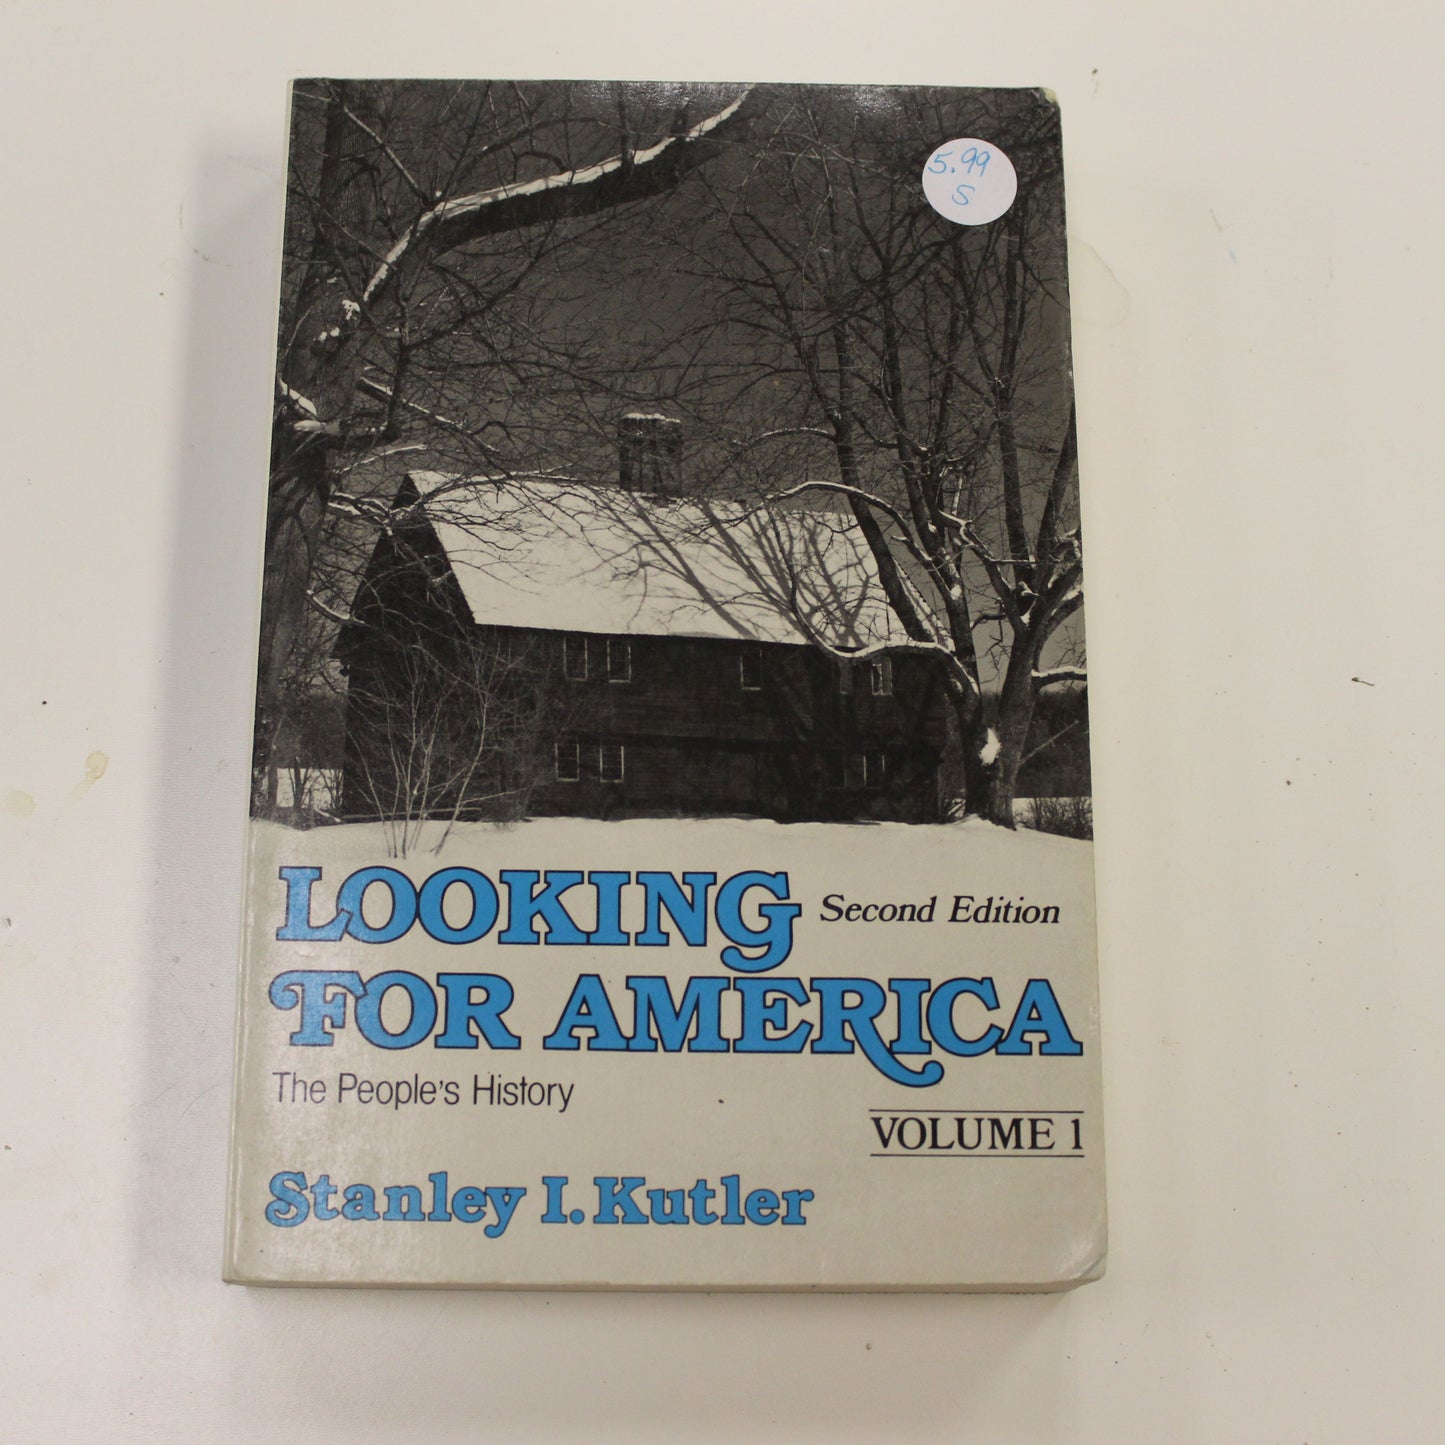 5.99
S
LOOKING Second Edition
FOR AMERICA
The People's History
VOLUME 1
Stanley I. Kutler